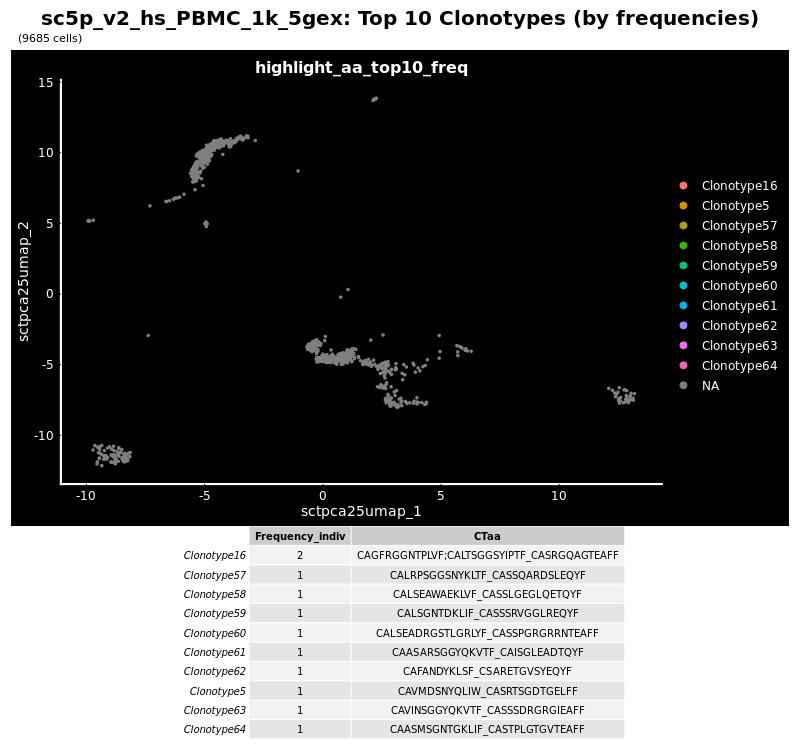 sc5p_v2_hs_PBMC_1k_5gex: Top 10 Clonotypes (by frequencies)
(9685 cells)
highlight_aa_top10_freq
15
10
5
0
-5
-10
sctpca25umap_2
-10 -5 0 5 10
sctpca25umap_1
Clonotype16
Clonotype5
Clonotype57
Clonotype58
Clonotype59
Clonotype60
Clonotype61
Clonotype62
Clonotype63
Clonotype64
NA
Frequency_indiv CTaa
Clonotype16 2 CAGFRGGNTPLVF;CALTSGGSYIPTF_CASRGQAGTEAFF
Clonotype57 1 CALRPSGGSNYKLTF_CASSQARDSLEQYF
Clonotype58 1 CALSEAWAEKLVF_CASSLGEGLQETQYF
Clonotype59 1 CALSGNTDKLIF_CASSSRVGGLREQYF
Clonotype60 1 CALSEADRGSTLGRLYF_CASSPGRGRRNTEAFF
Clonotype61 1 CAASARSGGYQKVTF_CAISGLEADTQYF
Clonotype62 1 CAFANDYKLSF_CSARETGVSYEQYF
Clonotype5 1 CAVMDSNYQLIW_CASRTSGDTGELFF
Clonotype63 1 CAVINSGGYQKVTF_CASSSDRGRGIEAFF
Clonotype64 1 CAASMSGNTGKLIF_CASTPLGTGVTEAFF